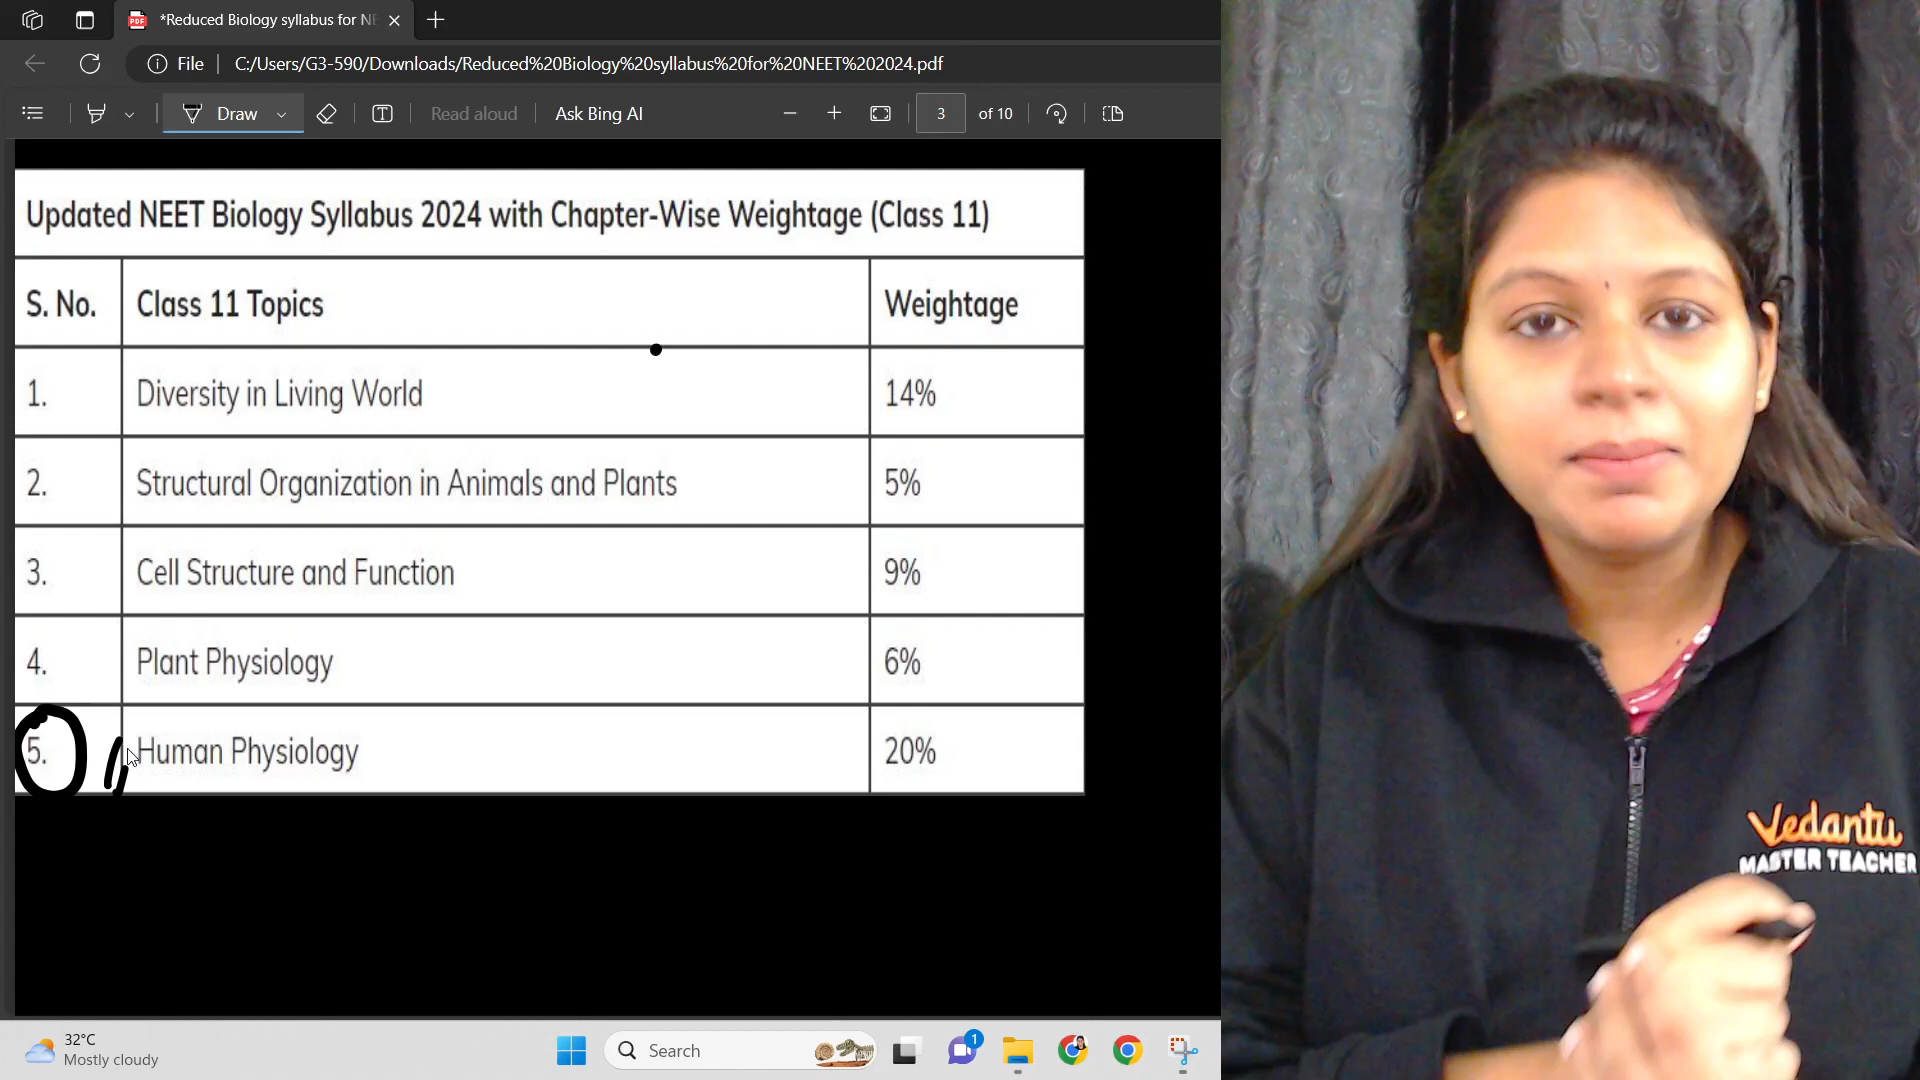 *Reduced Biology syllabus for NE
File
C:/Users/G3-590/Downloads/Reduced%20Biology%20syllabus%20for%20NEET%202024.pdf
Draw
Read aloud
Ask Bing AI
3
of 10
Updated NEET Biology Syllabus 2024 with Chapter-Wise Weightage (Class 11)
S. No. Class 11 Topics Weightage
1. Diversity in Living World 14%
2. Structural Organization in Animals and Plants 5%
3. Cell Structure and Function 9%
4. Plant Physiology 6%
5. Human Physiology 20%
Vedantu
MASTER TEACHER
32°C
Mostly cloudy
Search
1